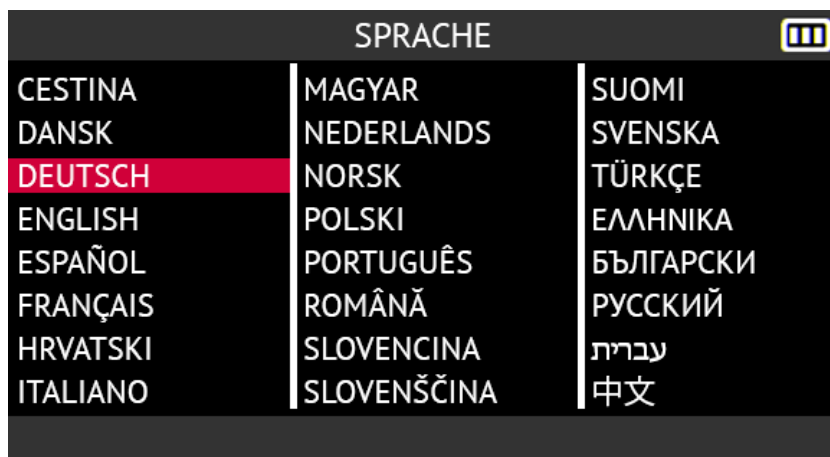 SPRACHE
CESTINA
DANSK
DEUTSCH
ENGLISH
ESPAÑOL
FRANÇAIS
HRVATSKI
ITALIANO
MAGYAR
NEDERLANDS
NORSK
POLSKI
PORTUGUÊS
ROMÂNĂ
SLOVENCINA
SLOVENŠČINA
SUOMI
SVENSKA
TÜRKÇE
ΕΛΛΗΝΙΚΑ
БЪЛГАРСКИ
РУССКИЙ
עברית
中文